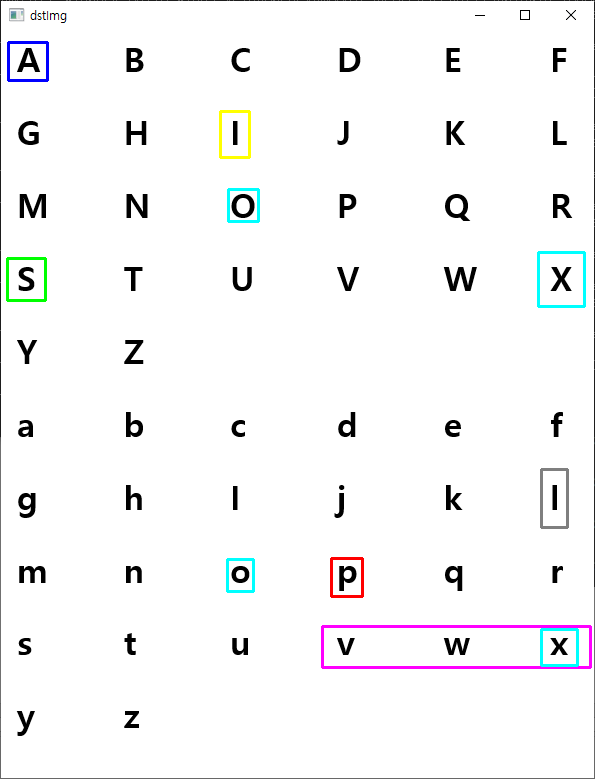 dstImg
A B C D E F
G H I J K L
M N O P Q R
S T U V W X
Y Z
a b c d e f
g h I j k l
m n o p q r
s t u v w x
y z